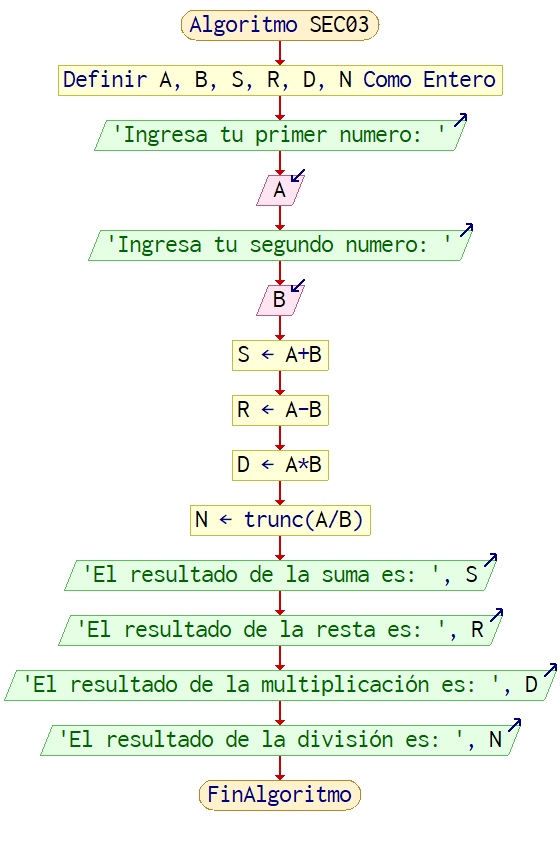 Algoritmo SEC03
Definir A, B, S, R, D, N Como Entero
'Ingresa tu primer numero: '
A
'Ingresa tu segundo numero: '
B
S ← A+B
R ← A-B
D ← A*B
N ← trunc(A/B)
'El resultado de la suma es: ', S
'El resultado de la resta es: ', R
'El resultado de la multiplicación es: ', D
'El resultado de la división es: ', N
FinAlgoritmo